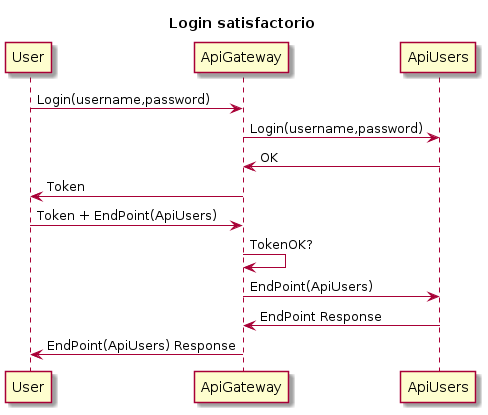 Login satisfactorio
User
ApiGateway
ApiUsers
Login(username,password)
Login(username,password)
OK
Token
Token + EndPoint(ApiUsers)
TokenOK?
EndPoint(ApiUsers)
EndPoint Response
EndPoint(ApiUsers) Response
User
ApiGateway
ApiUsers